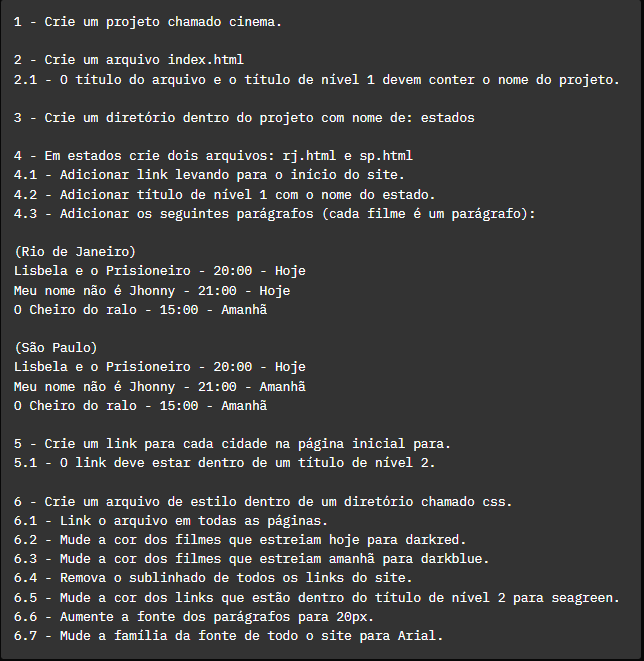 1 - Crie um projeto chamado cinema.
2 - Crie um arquivo index.html
2.1 - O título do arquivo e o título de nível 1 devem conter o nome do projeto.
3 - Crie um diretório dentro do projeto com nome de: estados
4 - Em estados crie dois arquivos: rj.html e sp.html
4.1 - Adicionar link levando para o início do site.
4.2 - Adicionar título de nível 1 com o nome do estado.
4.3 - Adicionar os seguintes parágrafos (cada filme é um parágrafo):
(Rio de Janeiro)
Lisbela e o Prisioneiro - 20:00 - Hoje
Meu nome não é Jhonny - 21:00 - Hoje
O Cheiro do ralo - 15:00 - Amanhã
(São Paulo)
Lisbela e o Prisioneiro - 20:00 - Hoje
Meu nome não é Jhonny - 21:00 - Amanhã
O Cheiro do ralo - 15:00 - Amanhã
5 - Crie um link para cada cidade na página inicial para.
5.1 - O link deve estar dentro de um título de nível 2.
6 - Crie um arquivo de estilo dentro de um diretório chamado css.
6.1 - Link o arquivo em todas as páginas.
6.2 - Mude a cor dos filmes que estreiam hoje para darkred.
6.3 - Mude a cor dos filmes que estreiam amanhã para darkblue.
6.4 - Remova o sublinhado de todos os links do site.
6.5 - Mude a cor dos links que estão dentro do título de nível 2 para seagreen.
6.6 - Aumente a fonte dos parágrafos para 20px.
6.7 - Mude a família da fonte de todo o site para Arial.